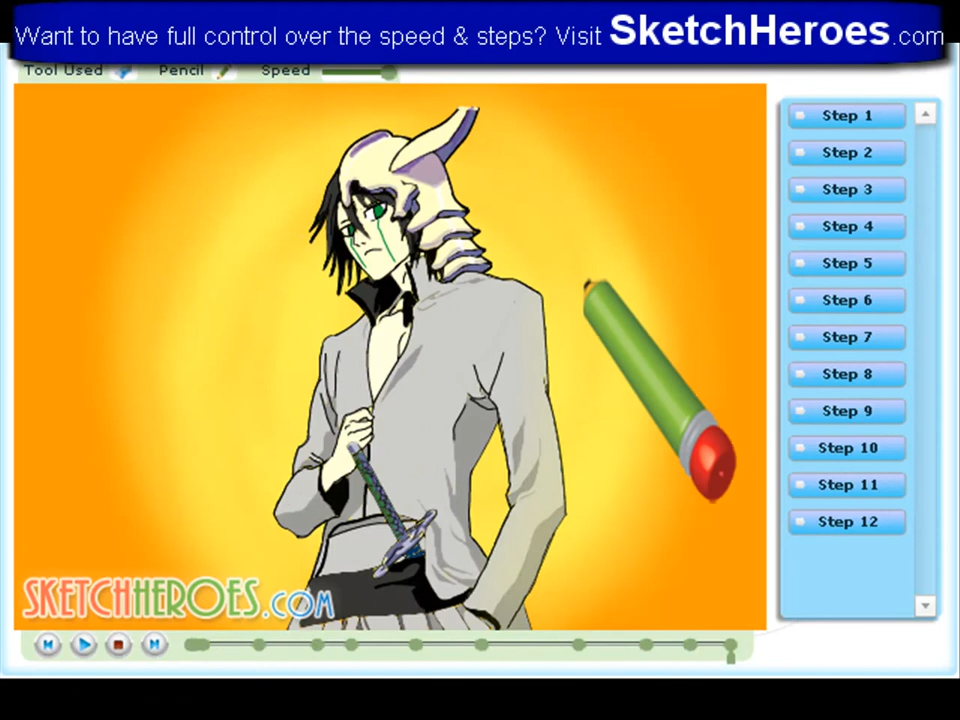 Want to have full control over the speed & steps? Visit SketchHeroes.com
Tool Used Pencil Speed
Step 1
Step 2
Step 3
Step 4
Step 5
Step 6
Step 7
Step 8
Step 9
Step 10
Step 11
Step 12
SKETCHHEROES.COM